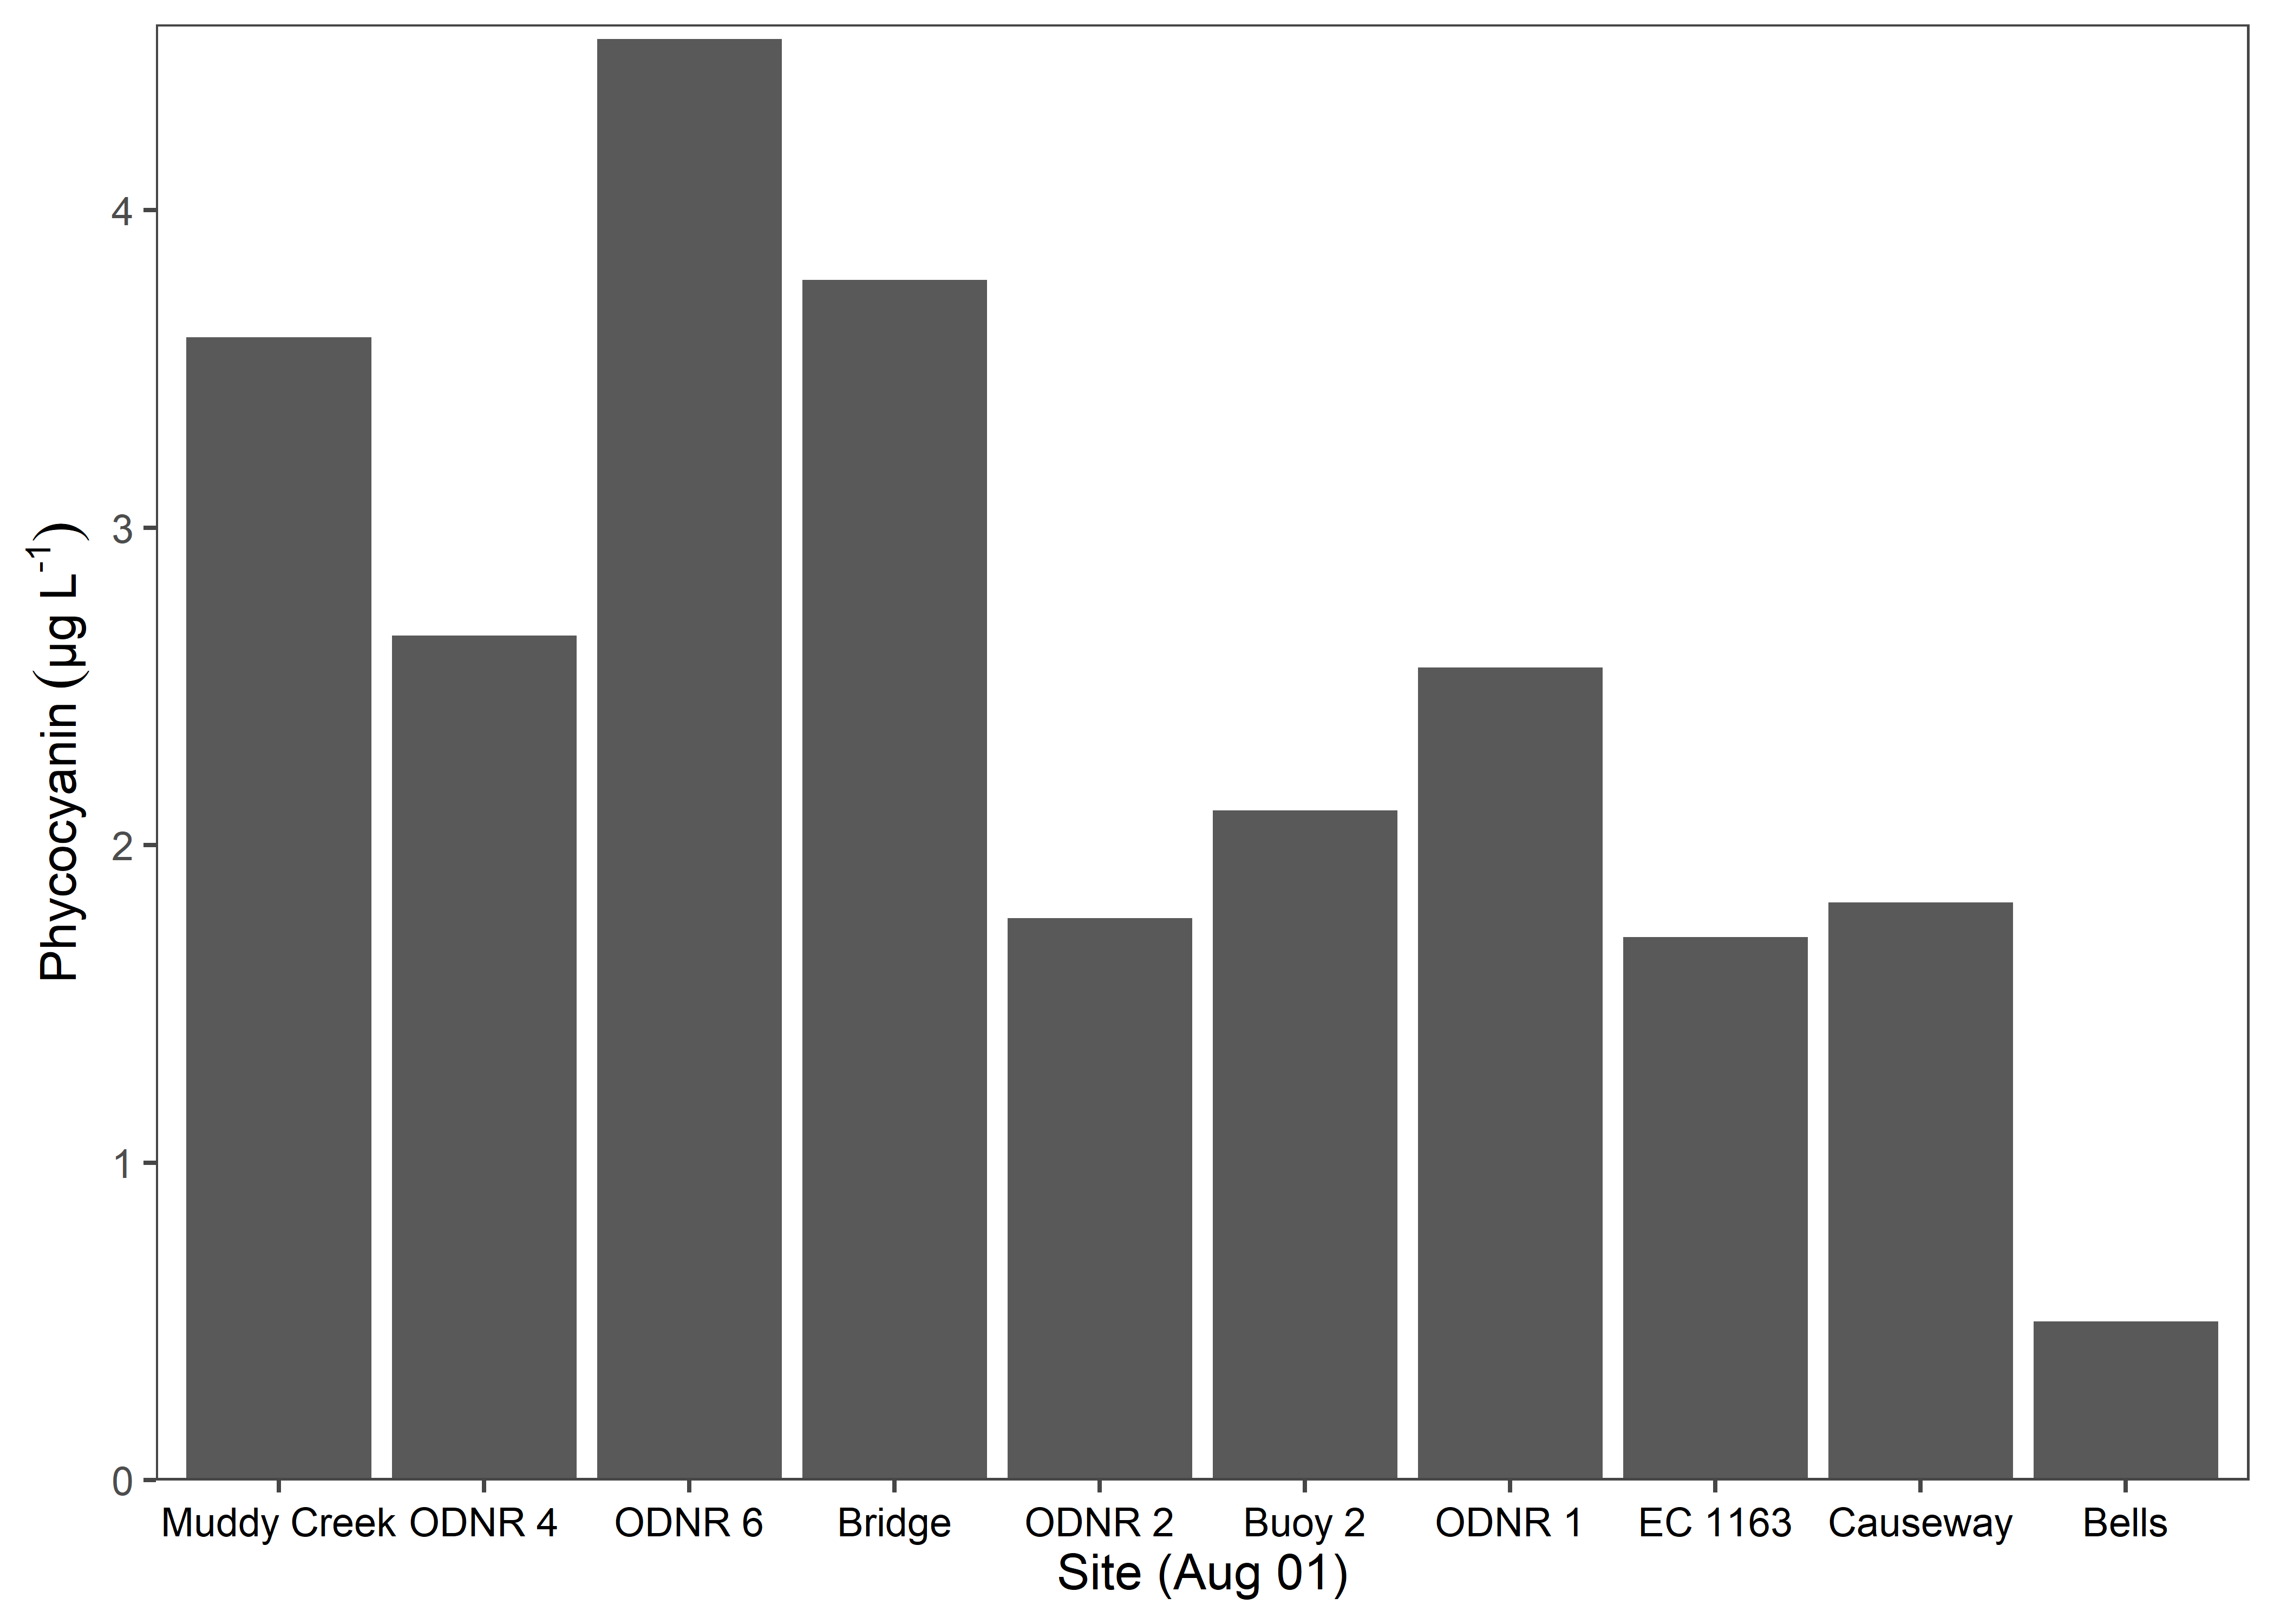 Phycocyanin (µg L⁻¹)
4
3
2
1
0
Muddy Creek ODNR 4 ODNR 6 Bridge ODNR 2 Buoy 2 ODNR 1 EC 1163 Causeway Bells
Site (Aug 01)